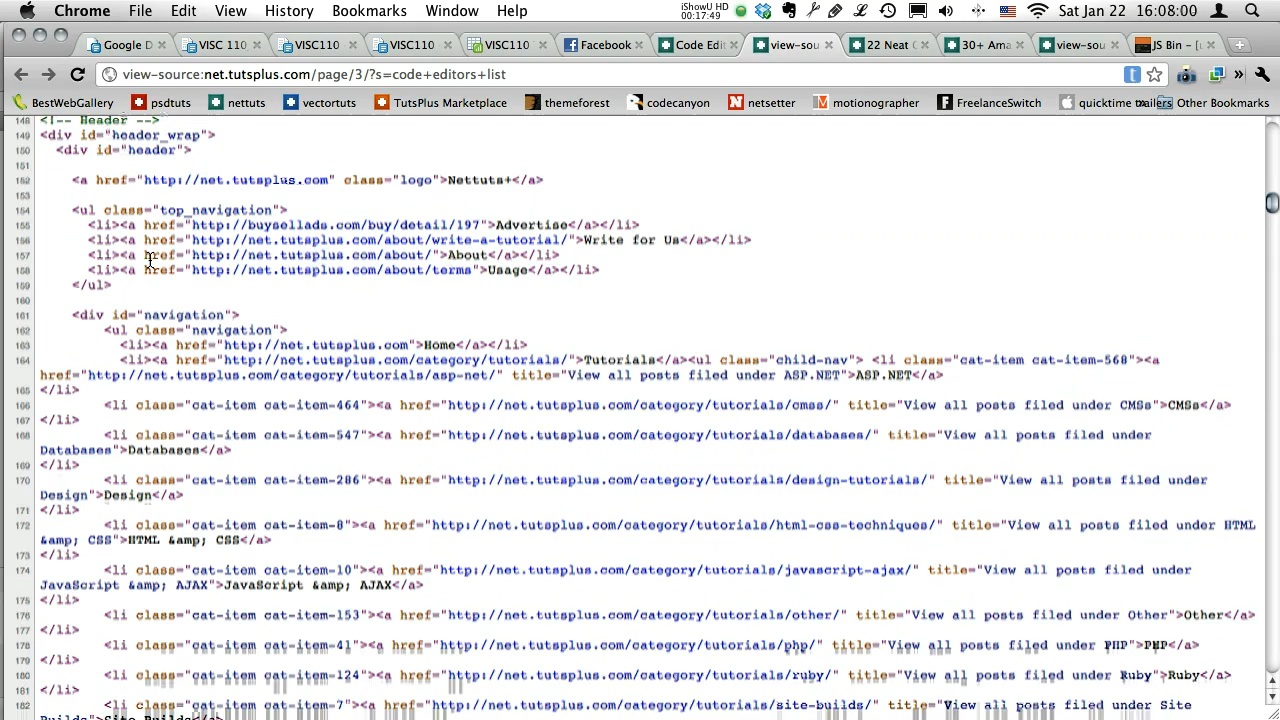 Chrome File Edit View History Bookmarks Window Help iShowU HD 00:17:49 Sat Jan 22 16:08:00
Google D VISC 110 VISC110 VISC110 VISC110 Facebook Code Edit view-sou 22 Neat 30+ Ama view-sou JS Bin - [
view-source:net.tutsplus.com/page/3/?s=code+editors+list
BestWebGallery psdtuts nettuts vectortuts TutsPlus Marketplace themeforest codecanyon netsetter motionographer FreelanceSwitch quicktime Other Bookmarks
148 <!-- Header -->
149 <div id="header_wrap">
150 <div id="header">
151
152 <a href="http://net.tutsplus.com" class="logo">Nettuts+</a>
153
154 <ul class="top_navigation">
155 <li><a href="http://buysellads.com/buy/detail/197">Advertise</a></li>
156 <li><a href="http://net.tutsplus.com/about/write-a-tutorial/">Write for Us</a></li>
157 <li><a href="http://net.tutsplus.com/about/">About</a></li>
158 <li><a href="http://net.tutsplus.com/about/terms">Usage</a></li>
159 </ul>
160
161 <div id="navigation">
162 <ul class="navigation">
163 <li><a href="http://net.tutsplus.com">Home</a></li>
164 <li><a href="http://net.tutsplus.com/category/tutorials/">Tutorials</a><ul class="child-nav"> <li class="cat-item cat-item-568"><a
href="http://net.tutsplus.com/category/tutorials/asp-net/" title="View all posts filed under ASP.NET">ASP.NET</a>
165 </li>
166 <li class="cat-item cat-item-464"><a href="http://net.tutsplus.com/category/tutorials/cmss/" title="View all posts filed under CMSs">CMSs</a>
167 </li>
168 <li class="cat-item cat-item-547"><a href="http://net.tutsplus.com/category/tutorials/databases/" title="View all posts filed under
Databases">Databases</a>
169 </li>
170 <li class="cat-item cat-item-286"><a href="http://net.tutsplus.com/category/tutorials/design-tutorials/" title="View all posts filed under
Design">Design</a>
171 </li>
172 <li class="cat-item cat-item-8"><a href="http://net.tutsplus.com/category/tutorials/html-css-techniques/" title="View all posts filed under HTML
&amp; CSS">HTML &amp; CSS</a>
173 </li>
174 <li class="cat-item cat-item-10"><a href="http://net.tutsplus.com/category/tutorials/javascript-ajax/" title="View all posts filed under
JavaScript &amp; AJAX">JavaScript &amp; AJAX</a>
175 </li>
176 <li class="cat-item cat-item-153"><a href="http://net.tutsplus.com/category/tutorials/other/" title="View all posts filed under Other">Other</a>
177 </li>
178 <li class="cat-item cat-item-41"><a href="http://net.tutsplus.com/category/tutorials/php/" title="View all posts filed under PHP">PHP</a>
179 </li>
180 <li class="cat-item cat-item-124"><a href="http://net.tutsplus.com/category/tutorials/ruby/" title="View all posts filed under Ruby">Ruby</a>
181 </li>
182 <li class="cat-item cat-item-7"><a href="http://net.tutsplus.com/category/tutorials/site-builds/" title="View all posts filed under Site
Builds">Site Builds</a>